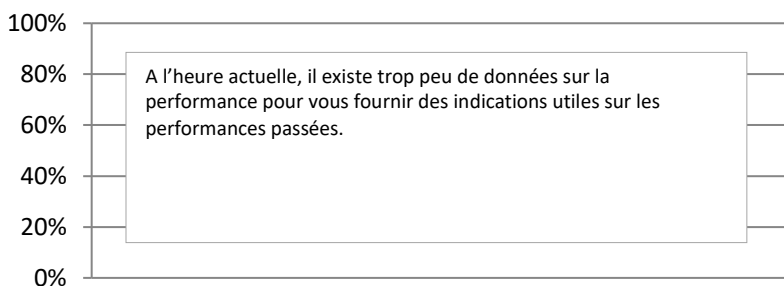 100%
80%
A l’heure actuelle, il existe trop peu de données sur la
performance pour vous fournir des indications utiles sur les
60%
performances passées.
40%
20%
0%